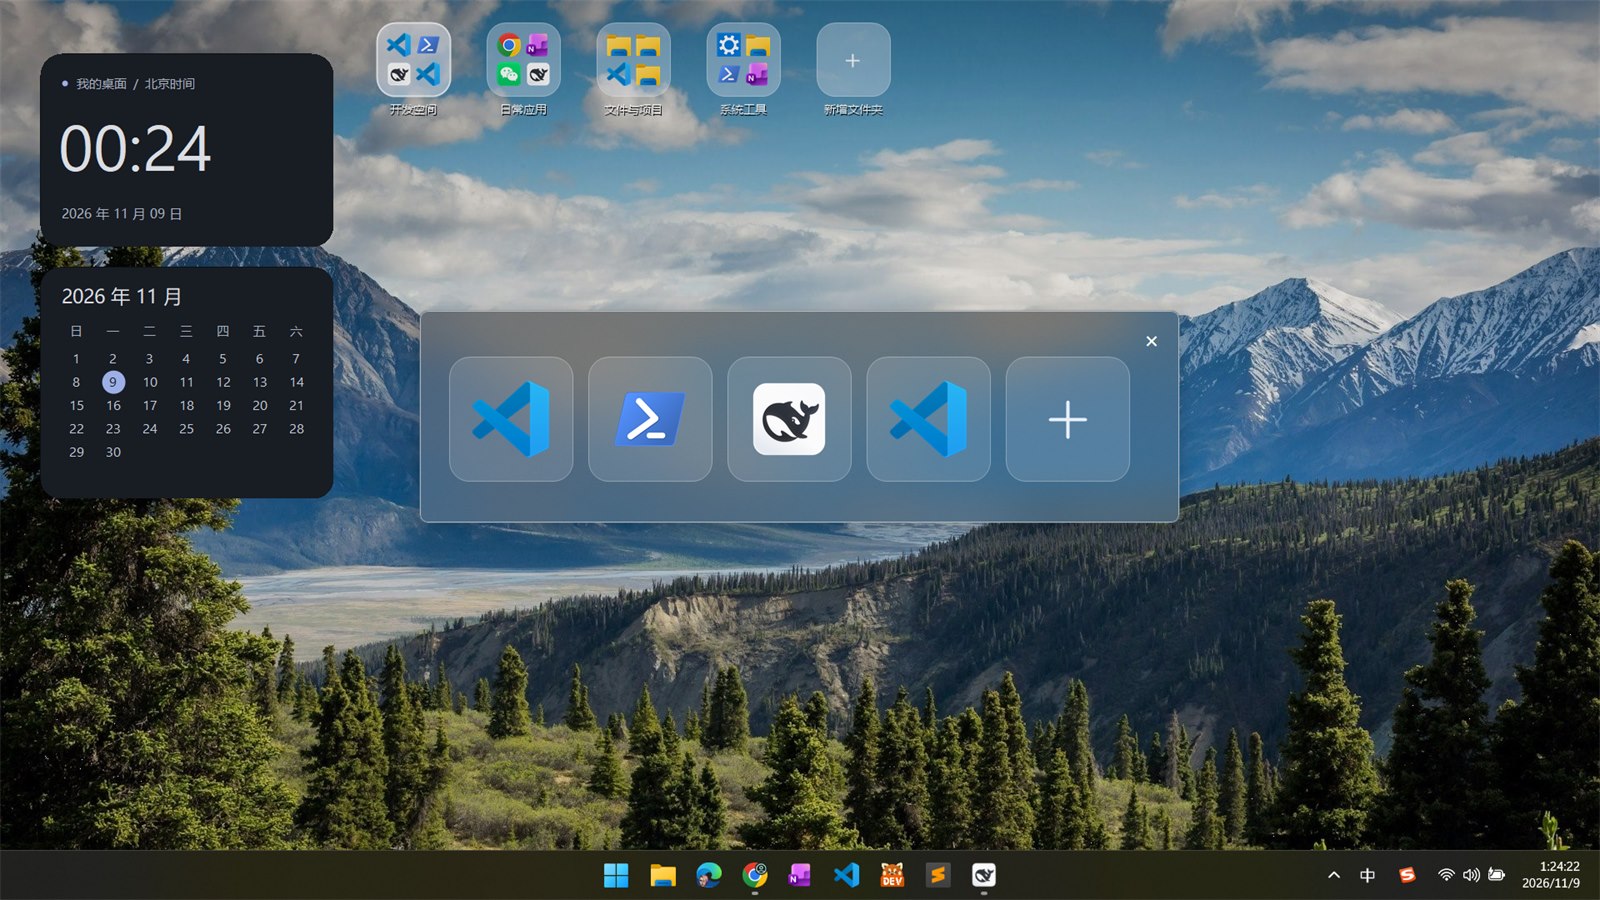 我的桌面 / 北京时间
00:24
2026 年 11 月 09 日
开发空间
日常应用
文件与项目
系统工具
新增文件夹
2026 年 11 月
日 一 二 三 四 五 六
1 2 3 4 5 6 7
8 9 10 11 12 13 14
15 16 17 18 19 20 21
22 23 24 25 26 27 28
29 30
DEV
中
1:24:22
2026/11/9